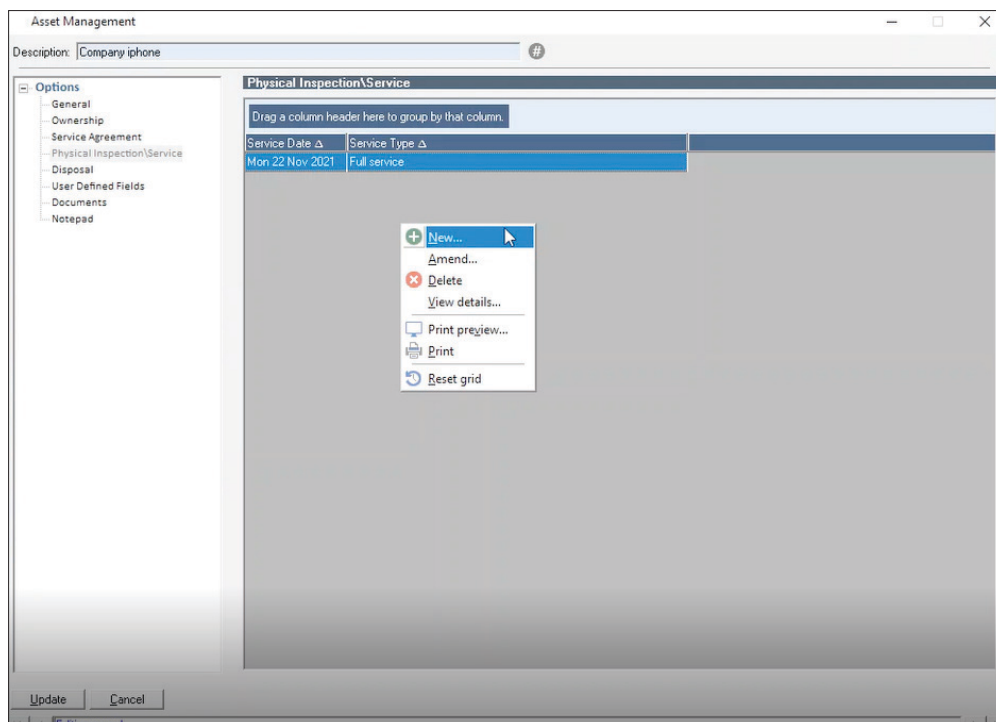 Asset Management
Description: Company iphone
#
Options
General
Ownership
Service Agreement
Physical Inspection\Service
Disposal
User Defined Fields
Documents
Notepad
Physical Inspection\Service
Drag a column header here to group by that column.
Service Date Service Type
Mon 22 Nov 2021 Full service
New...
Amend...
Delete
View details...
Print preview...
Print
Reset grid
Update Cancel